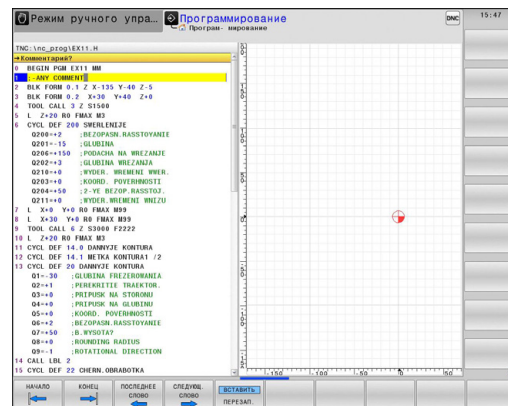 Режим ручного упра…
Программирование
Програм- мирование
DNC
15:47
TNC:\nc_prog\EX11.H
→Комментарий?
0 BEGIN PGM EX11 MM
1 ;-ANY COMMENT
2 BLK FORM 0.1 Z X-135 Y-40 Z-5
3 BLK FORM 0.2 X+30 Y+40 Z+0
4 TOOL CALL 3 Z S1500
5 L Z+20 R0 FMAX M3
6 CYCL DEF 200 SWERLENIJE
Q200=+2 ;BEZOPASN.RASSTOYANIE
Q201=-15 ;GLUBINA
Q206=+150 ;PODACHA NA WREZANJE
Q202=+3 ;GLUBINA WREZANJA
Q210=+0 ;WYDER. WREMENI WWER.
Q203=+0 ;KOORD. POVERHNOSTI
Q204=+50 ;2-YE BEZOP.RASSTOJ.
Q211=+0 ;WYDER.WREMENI WNIZU
7 L X+0 Y+0 R0 FMAX M99
8 L X+30 Y+0 R0 FMAX M99
9 TOOL CALL 6 Z S3000 F2222
10 L Z+20 R0 FMAX M3
11 CYCL DEF 14.0 DANNYJE KONTURA
12 CYCL DEF 14.1 METKA KONTURA1 /2
13 CYCL DEF 20 DANNYJE KONTURA
Q1=-30 ;GLUBINA FREZEROWANIA
Q2=+1 ;PEREKRITIE TRAEKTOR.
Q3=+0 ;PRIPUSK NA STORONU
Q4=+0 ;PRIPUSK NA GLUBINU
Q5=+0 ;KOORD. POVERHNOSTI
Q6=+2 ;BEZOPASN.RASSTOYANIE
Q7=+50 ;B.WYSOTA?
Q8=+0 ;ROUNDING RADIUS
Q9=-1 ;ROTATIONAL DIRECTION
14 CALL LBL 2
15 CYCL DEF 22 CHERN.OBRABOTKA
-150 -100 -50 0 50
НАЧАЛО
КОНЕЦ
ПОСЛЕДНЕЕ СЛОВО
СЛЕДУЮЩ. СЛОВО
ВСТАВИТЬ
ПЕРЕЗАП.